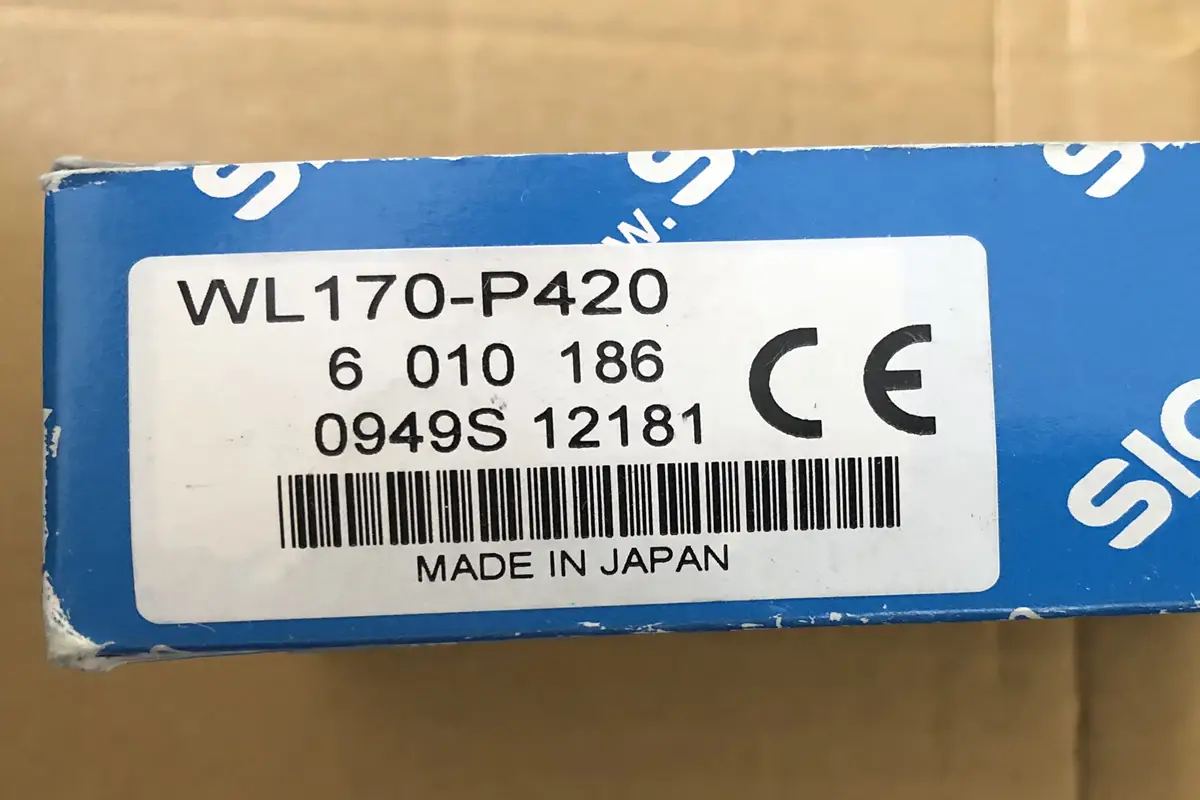 WL170-P420
6 010 186
0949S 12181
CE
MADE IN JAPAN